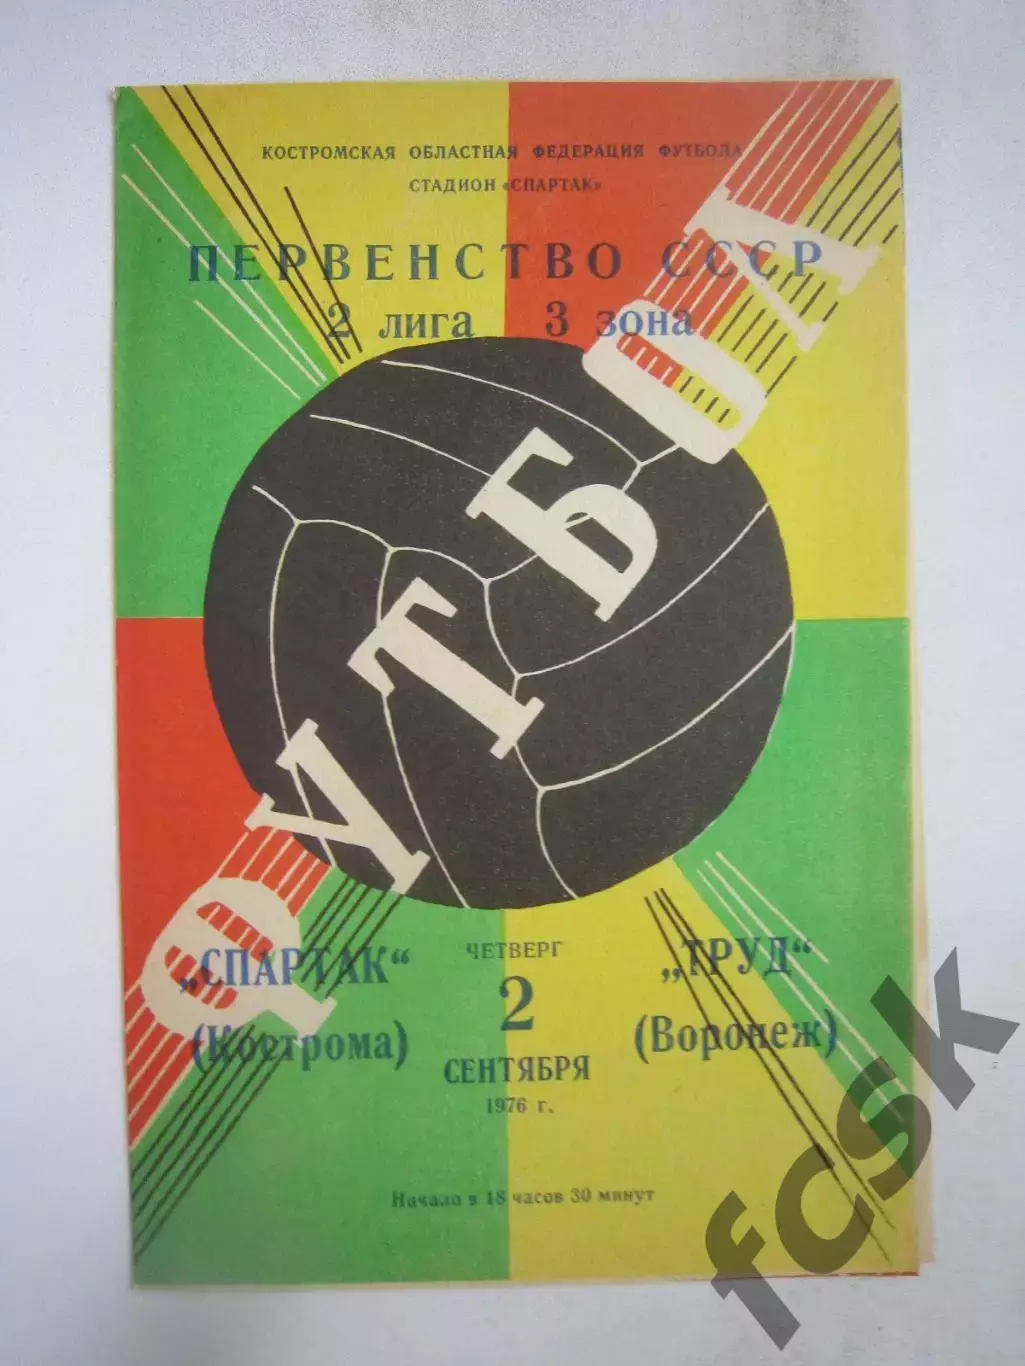 КОСТРОМСКАЯ ОБЛАСТНАЯ ФЕДЕРАЦИЯ ФУТБОЛА
СТАДИОН «СПАРТАК»
ПЕРВЕНСТВО СССР
2 лига 3 зона
ФУТБОЛ
„СПАРТАК“
(Кострома)
ЧЕТВЕРГ
2
СЕНТЯБРЯ
1976 г.
„ТРУД“
(Воронеж)
Начало в 18 часов 30 минут
fcsk